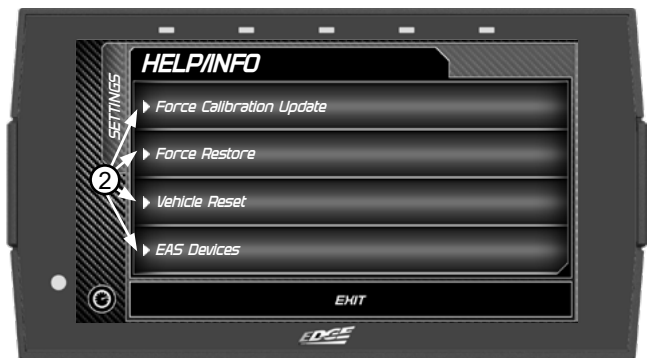 HELP/INFO
SETTINGS
Force Calibration Update
Force Restore
2
Vehicle Reset
EAS Devices
EXIT
EDGE